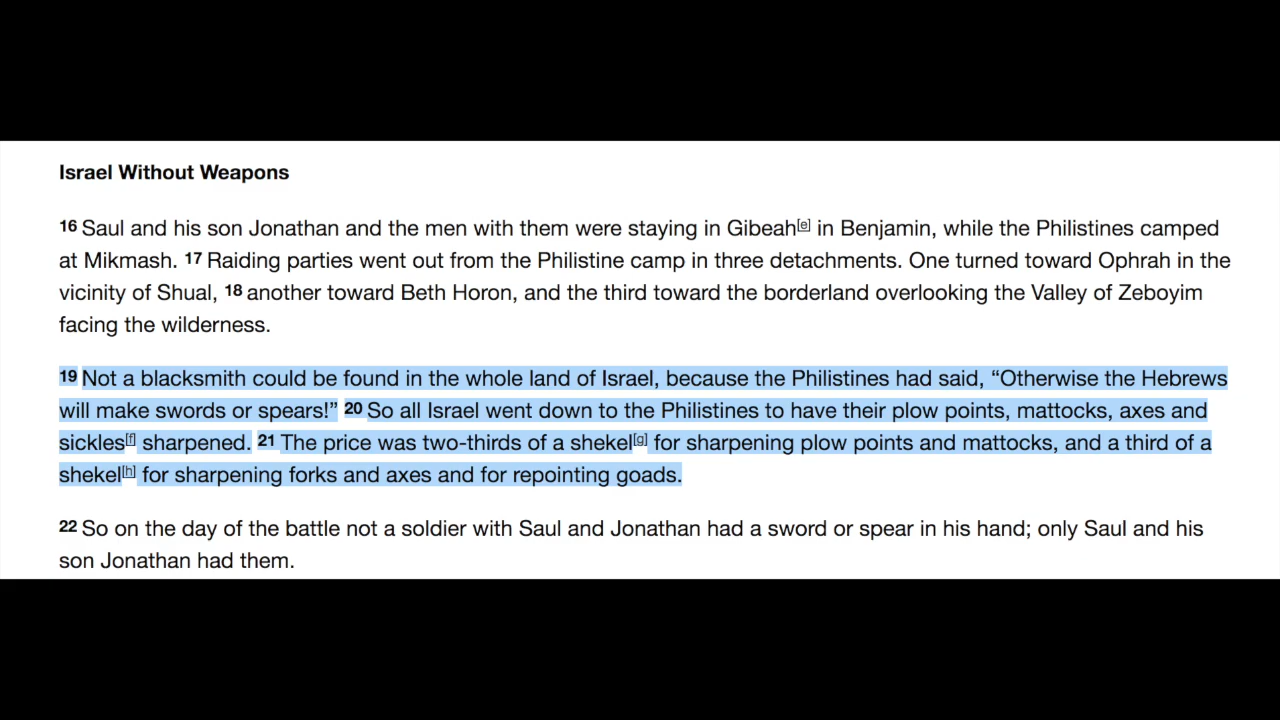 Israel Without Weapons
16 Saul and his son Jonathan and the men with them were staying in Gibeah[e] in Benjamin, while the Philistines camped
at Mikmash. 17 Raiding parties went out from the Philistine camp in three detachments. One turned toward Ophrah in the
vicinity of Shual, 18 another toward Beth Horon, and the third toward the borderland overlooking the Valley of Zeboyim
facing the wilderness.
19 Not a blacksmith could be found in the whole land of Israel, because the Philistines had said, “Otherwise the Hebrews
will make swords or spears!” 20 So all Israel went down to the Philistines to have their plow points, mattocks, axes and
sickles[f] sharpened. 21 The price was two-thirds of a shekel[g] for sharpening plow points and mattocks, and a third of a
shekel[h] for sharpening forks and axes and for repointing goads.
22 So on the day of the battle not a soldier with Saul and Jonathan had a sword or spear in his hand; only Saul and his
son Jonathan had them.